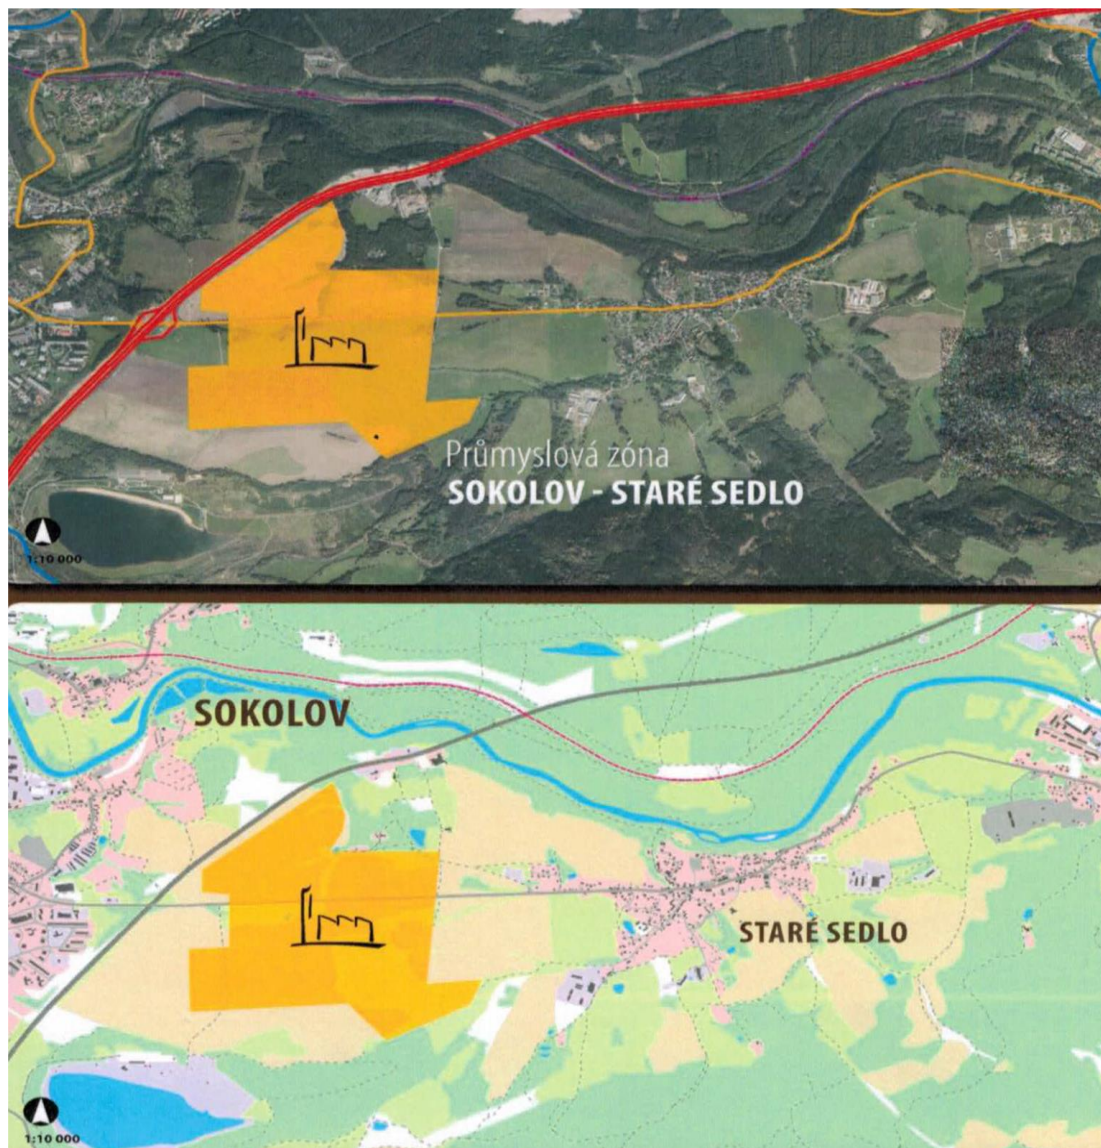 Průmyslová zóna
SOKOLOV - STARÉ SEDLO
1:10 000
SOKOLOV
STARÉ SEDLO
1:10 000